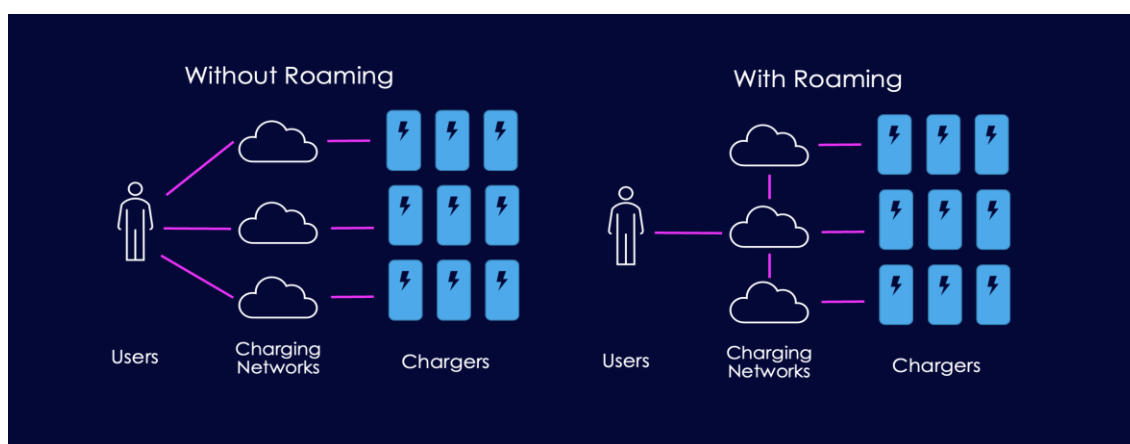 Without Roaming
With Roaming
Users
Charging
Networks
Chargers
Users
Charging
Networks
Chargers